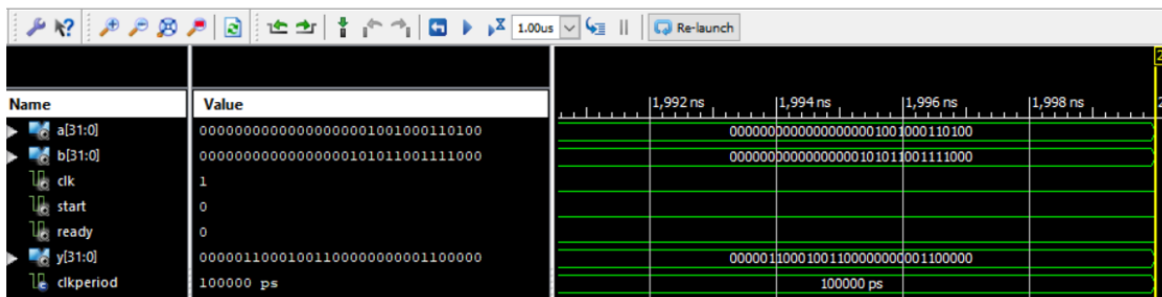 1.00us Re-launch
2
Name Value 1,992 ns 1,994 ns 1,996 ns 1,998 ns 2
a[31:0] 00000000000000000001001000110100 00000000000000000001001000110100
b[31:0] 00000000000000000101011001111000 00000000000000000101011001111000
clk 1
start 0
ready 0
y[31:0] 00000110001001100000000001100000 00000110001001100000000001100000
clkperiod 100000 ps 100000 ps